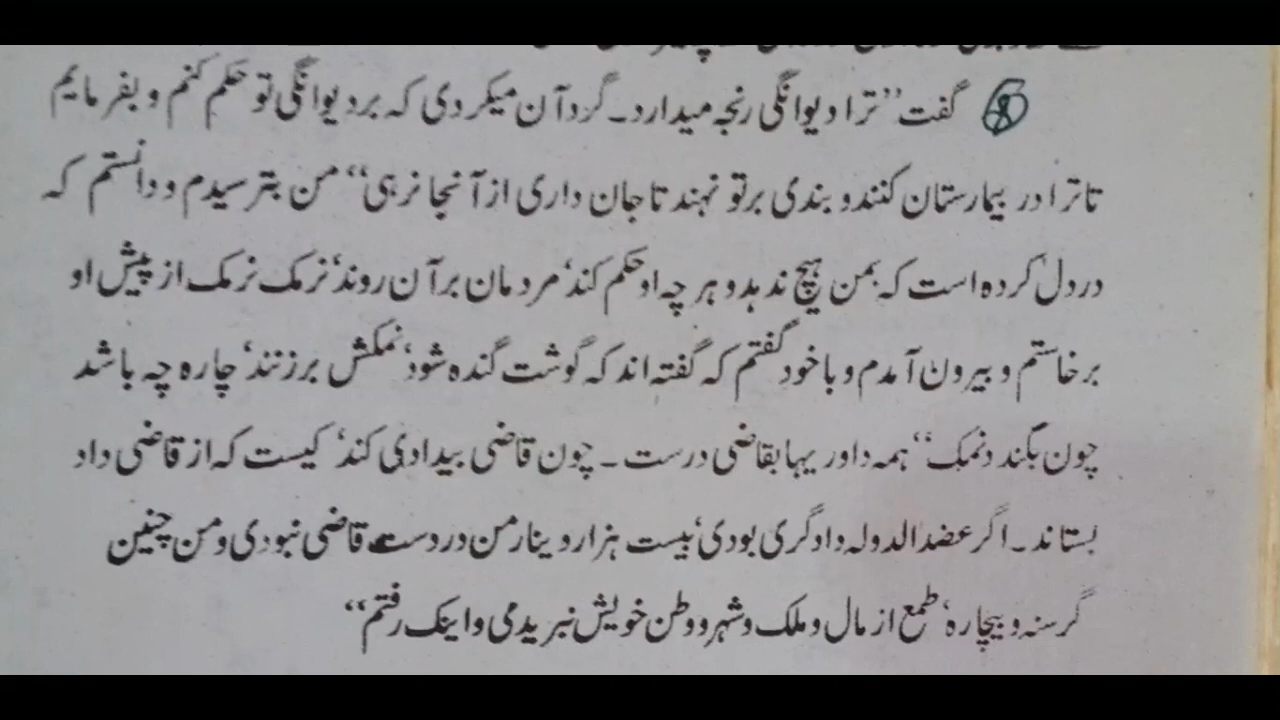 ⑧ گفت ”ترا دیوانگی رنجہ میدارد۔ گرد آن میکردی کہ بر دیوانگی تو حکم کنم و بفر مایم
تا ترا در بیمارستان کنند و بندی بر تو نہند تا جان داری از آنجا نرہی“ من بترسیدم و دانستم کہ
در دل کردہ است کہ بمن ہیچ ندہد و ہر چہ او حکم کند‘ مردمان بر آن روند‘ نرمک نرمک از پیش او
برخاستم و بیرون آمدم و با خود گفتم کہ گفتہ اند کہ گوشت گندہ شود‘ نمکش برزنند‘ چارہ چہ باشد
چون بگندد نمک“ ہمہ داوریہا بقاضی درست ۔ چون قاضی بیدادی کند‘ کیست کہ از قاضی داد
بستاند۔ اگر عضد الدولہ دادگری بودی‘ بیست ہزار دینار من در دست قاضی نبودی و من چنین
گرسنہ و بیچارہ‘ طمع از مال و ملک و شہر و وطن خویش نبریدمی و اینک رفتم“